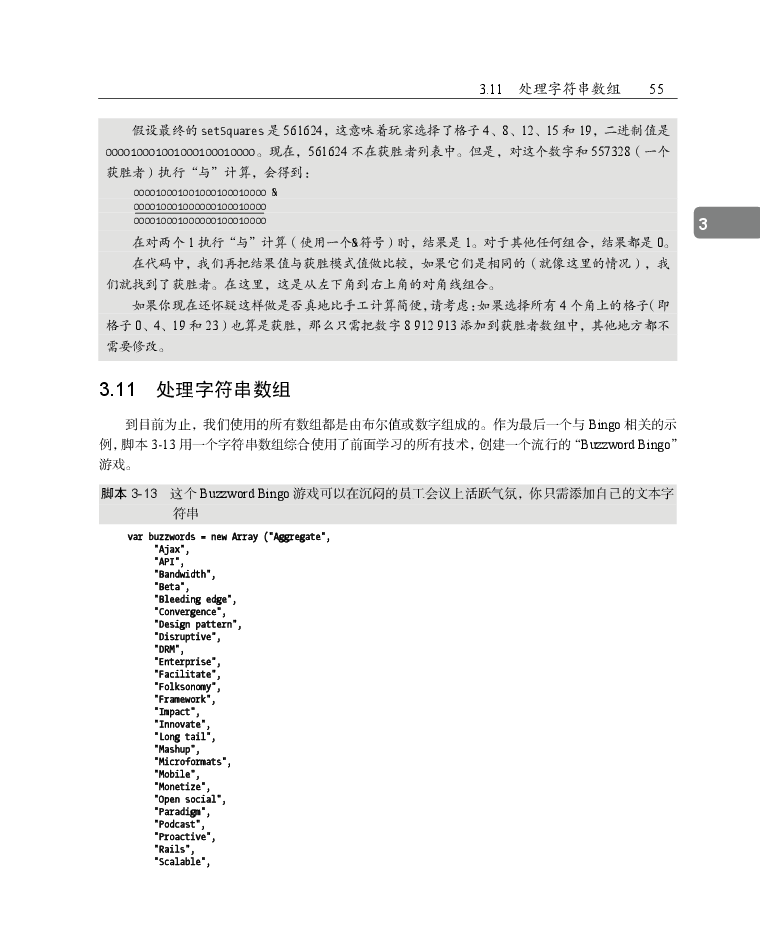 3.11 处理字符串数组 55
假设最终的 setSquares 是 561624，这意味着玩家选择了格子 4、8、12、15 和 19，二进制值是
0000100010010001000100010000。现在，561624 不在获胜者列表中。但是，对这个数字和 557328（一个
获胜者）执行“与”计算，会得到：
&
在对两个 1 执行“与”计算（使用一个&符号）时，结果是 1。对于其他任何组合，结果都是 0。
在代码中，我们再把结果值与获胜模式值做比较，如果它们是相同的（就像这里的情况），我
们就找到了获胜者。在这里，这是从左下角到右上角的对角线组合。
如果你现在还怀疑这样做是否真地比手工计算简便，请考虑：如果选择所有 4 个角上的格子（即
格子 0、4、19 和 23）也算是获胜，那么只需把数字 8 912 913 添加到获胜者数组中，其他地方都不
需要修改。
3
3.11 处理字符串数组
到目前为止，我们使用的所有数组都是由布尔值或数字组成的。作为最后一个与 Bingo 相关的示
例，脚本 3-13 用一个字符串数组综合使用了前面学习的所有技术，创建一个流行的“Buzzword Bingo”
游戏。
脚本 3-13 这个 Buzzword Bingo 游戏可以在沉闷的员工会议上活跃气氛，你只需添加自己的文本字
符串
var buzzwords = new Array ("Aggregate",
"Ajax",
"API",
"Bandwidth",
"Beta",
"Bleeding edge",
"Convergence",
"Design pattern",
"Disruptive",
"DRM",
"Enterprise",
"Facilitate",
"Folksonomy",
"Framework",
"Impact",
"Innovate",
"Long tail",
"Mashup",
"Microformats",
"Mobile",
"Monetize",
"Open social",
"Paradigm",
"Podcast",
"Proactive",
"Rails",
"Scalable",